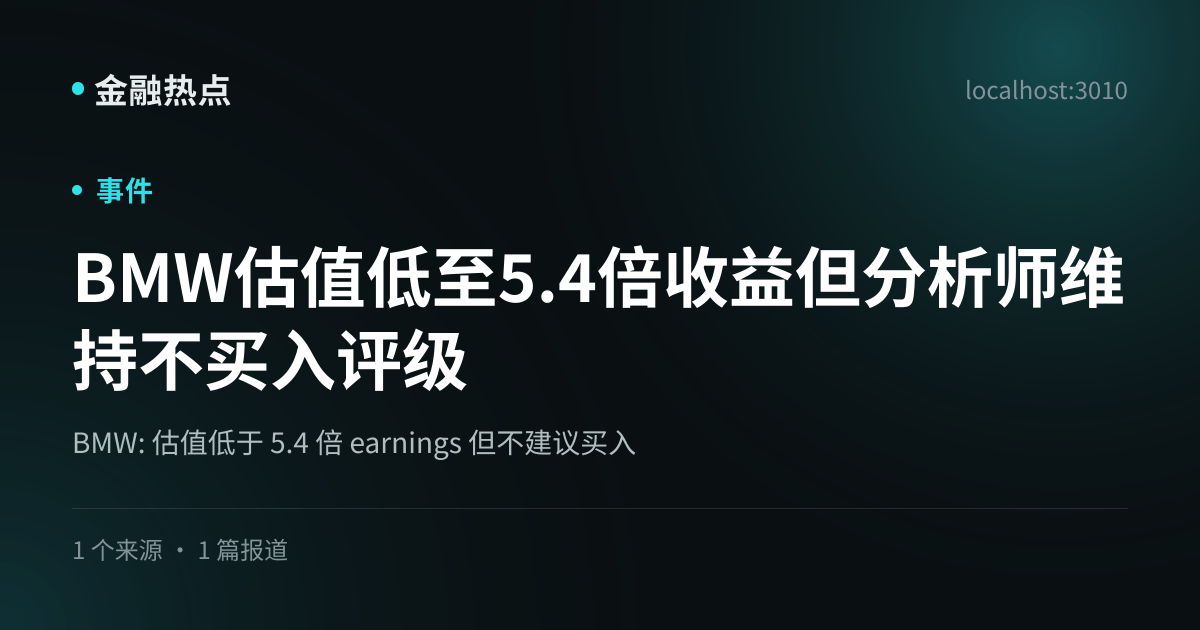 金融热点
localhost:3010
事件
BMW估值低至5.4倍收益但分析师维
持不买入评级
BMW: 估值低于 5.4 倍 earnings 但不建议买入
1 个来源 · 1 篇报道